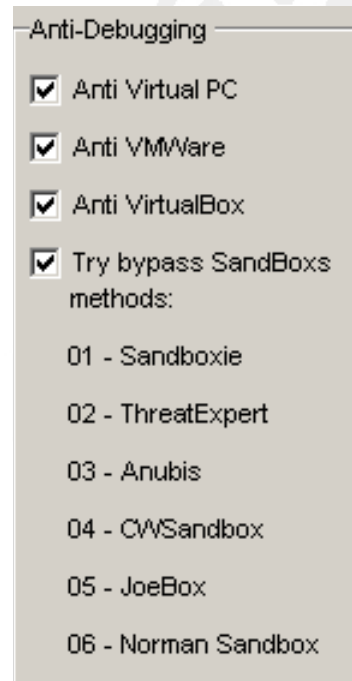 Anti-Debugging
Anti Virtual PC
Anti VMWare
Anti VirtualBox
Try bypass SandBoxs
methods:
01 - Sandboxie
02 - ThreatExpert
03 - Anubis
04 - CWSandbox
05 - JoeBox
06 - Norman Sandbox